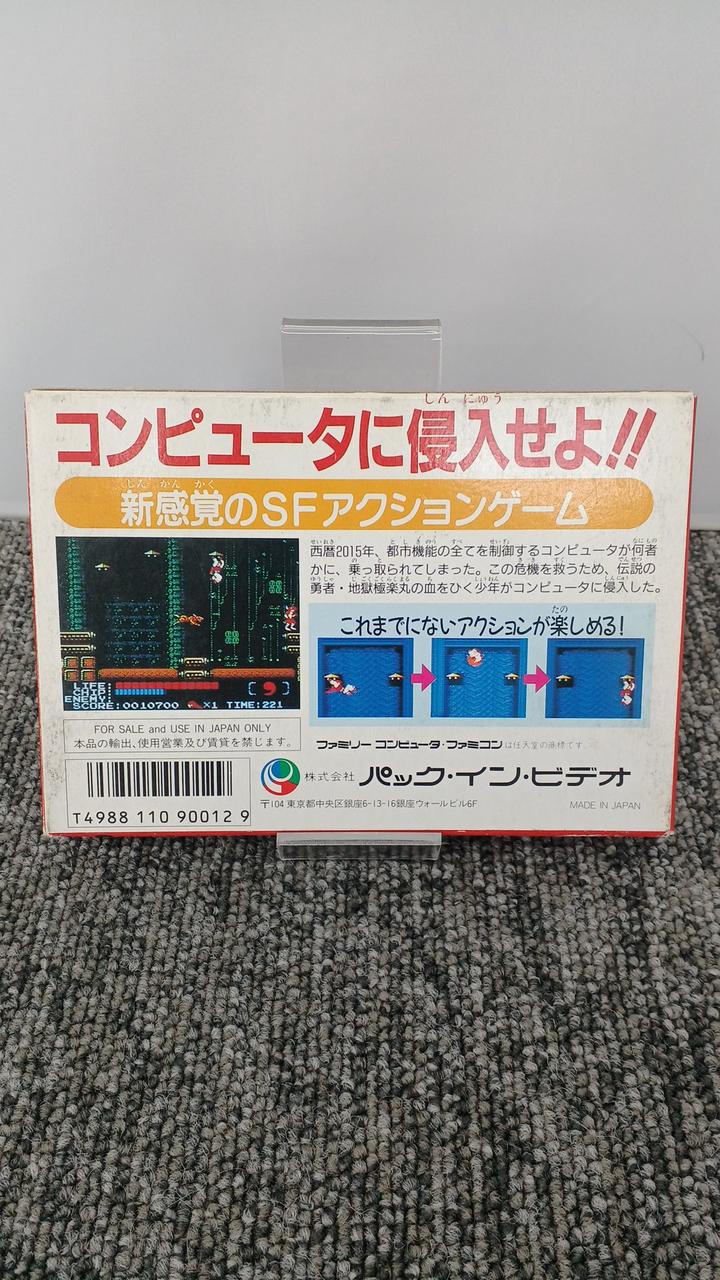 コンピュータに侵入せよ!!
しん にゅう
新感覚のSFアクションゲーム
しん かん かく
西暦2015年、都市機能の全てを制御するコンピュータが何者
かに、乗っ取られてしまった。この危機を救うため、伝説の
勇者・地獄極楽丸の血をひく少年がコンピュータに侵入した。
これまでにないアクションが楽しめる!
LIFE:
CHIP:
ENEMY:
SCORE:0010700 ×1 TIME:221
FOR SALE and USE IN JAPAN ONLY
本品の輸出、使用営業及び賃貸を禁じます。
ファミリーコンピュータ・ファミコンは任天堂の商標です。
株式会社 パック・イン・ビデオ
〒104 東京都中央区銀座6-13-16銀座ウォールビル6F
MADE IN JAPAN
T4988 110 90012 9